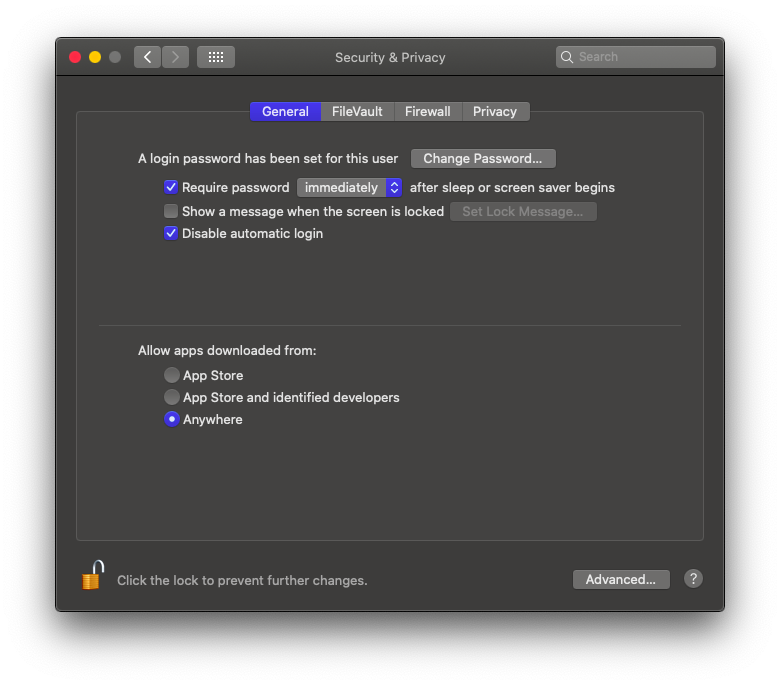 Security & Privacy
Search
General FileVault Firewall Privacy
A login password has been set for this user Change Password...
Require password immediately after sleep or screen saver begins
Show a message when the screen is locked Set Lock Message...
Disable automatic login
Allow apps downloaded from:
App Store
App Store and identified developers
Anywhere
Click the lock to prevent further changes.
Advanced... ?